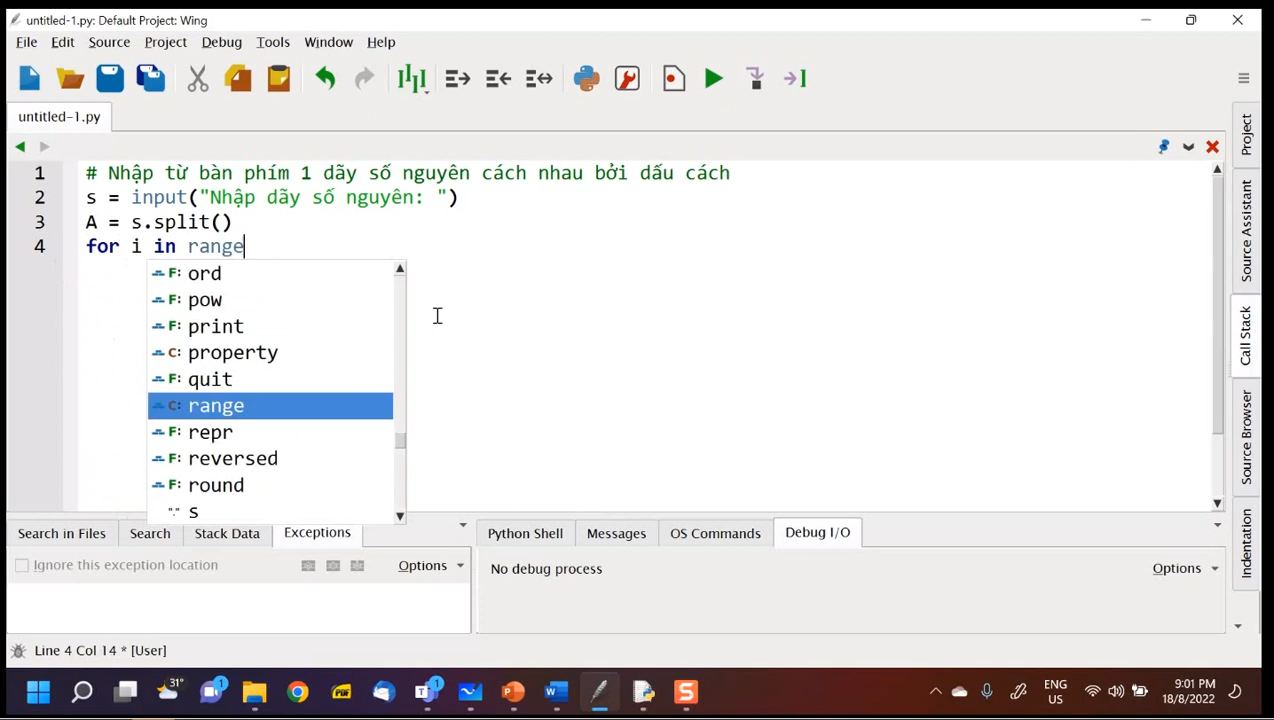 untitled-1.py: Default Project: Wing
File Edit Source Project Debug Tools Window Help
untitled-1.py
1 # Nhập từ bàn phím 1 dãy số nguyên cách nhau bởi dấu cách
2 s = input("Nhập dãy số nguyên: ")
3 A = s.split()
4 for i in range
F: ord
F: pow
F: print
C: property
F: quit
C: range
F: repr
F: reversed
F: round
s
Project
Source Assistant
Call Stack
Source Browser
Indentation
Search in Files Search Stack Data Exceptions
Python Shell Messages OS Commands Debug I/O
Ignore this exception location Options
No debug process Options
Line 4 Col 14 * [User]
31°
1
PDF
1
ENG
US
9:01 PM
18/8/2022